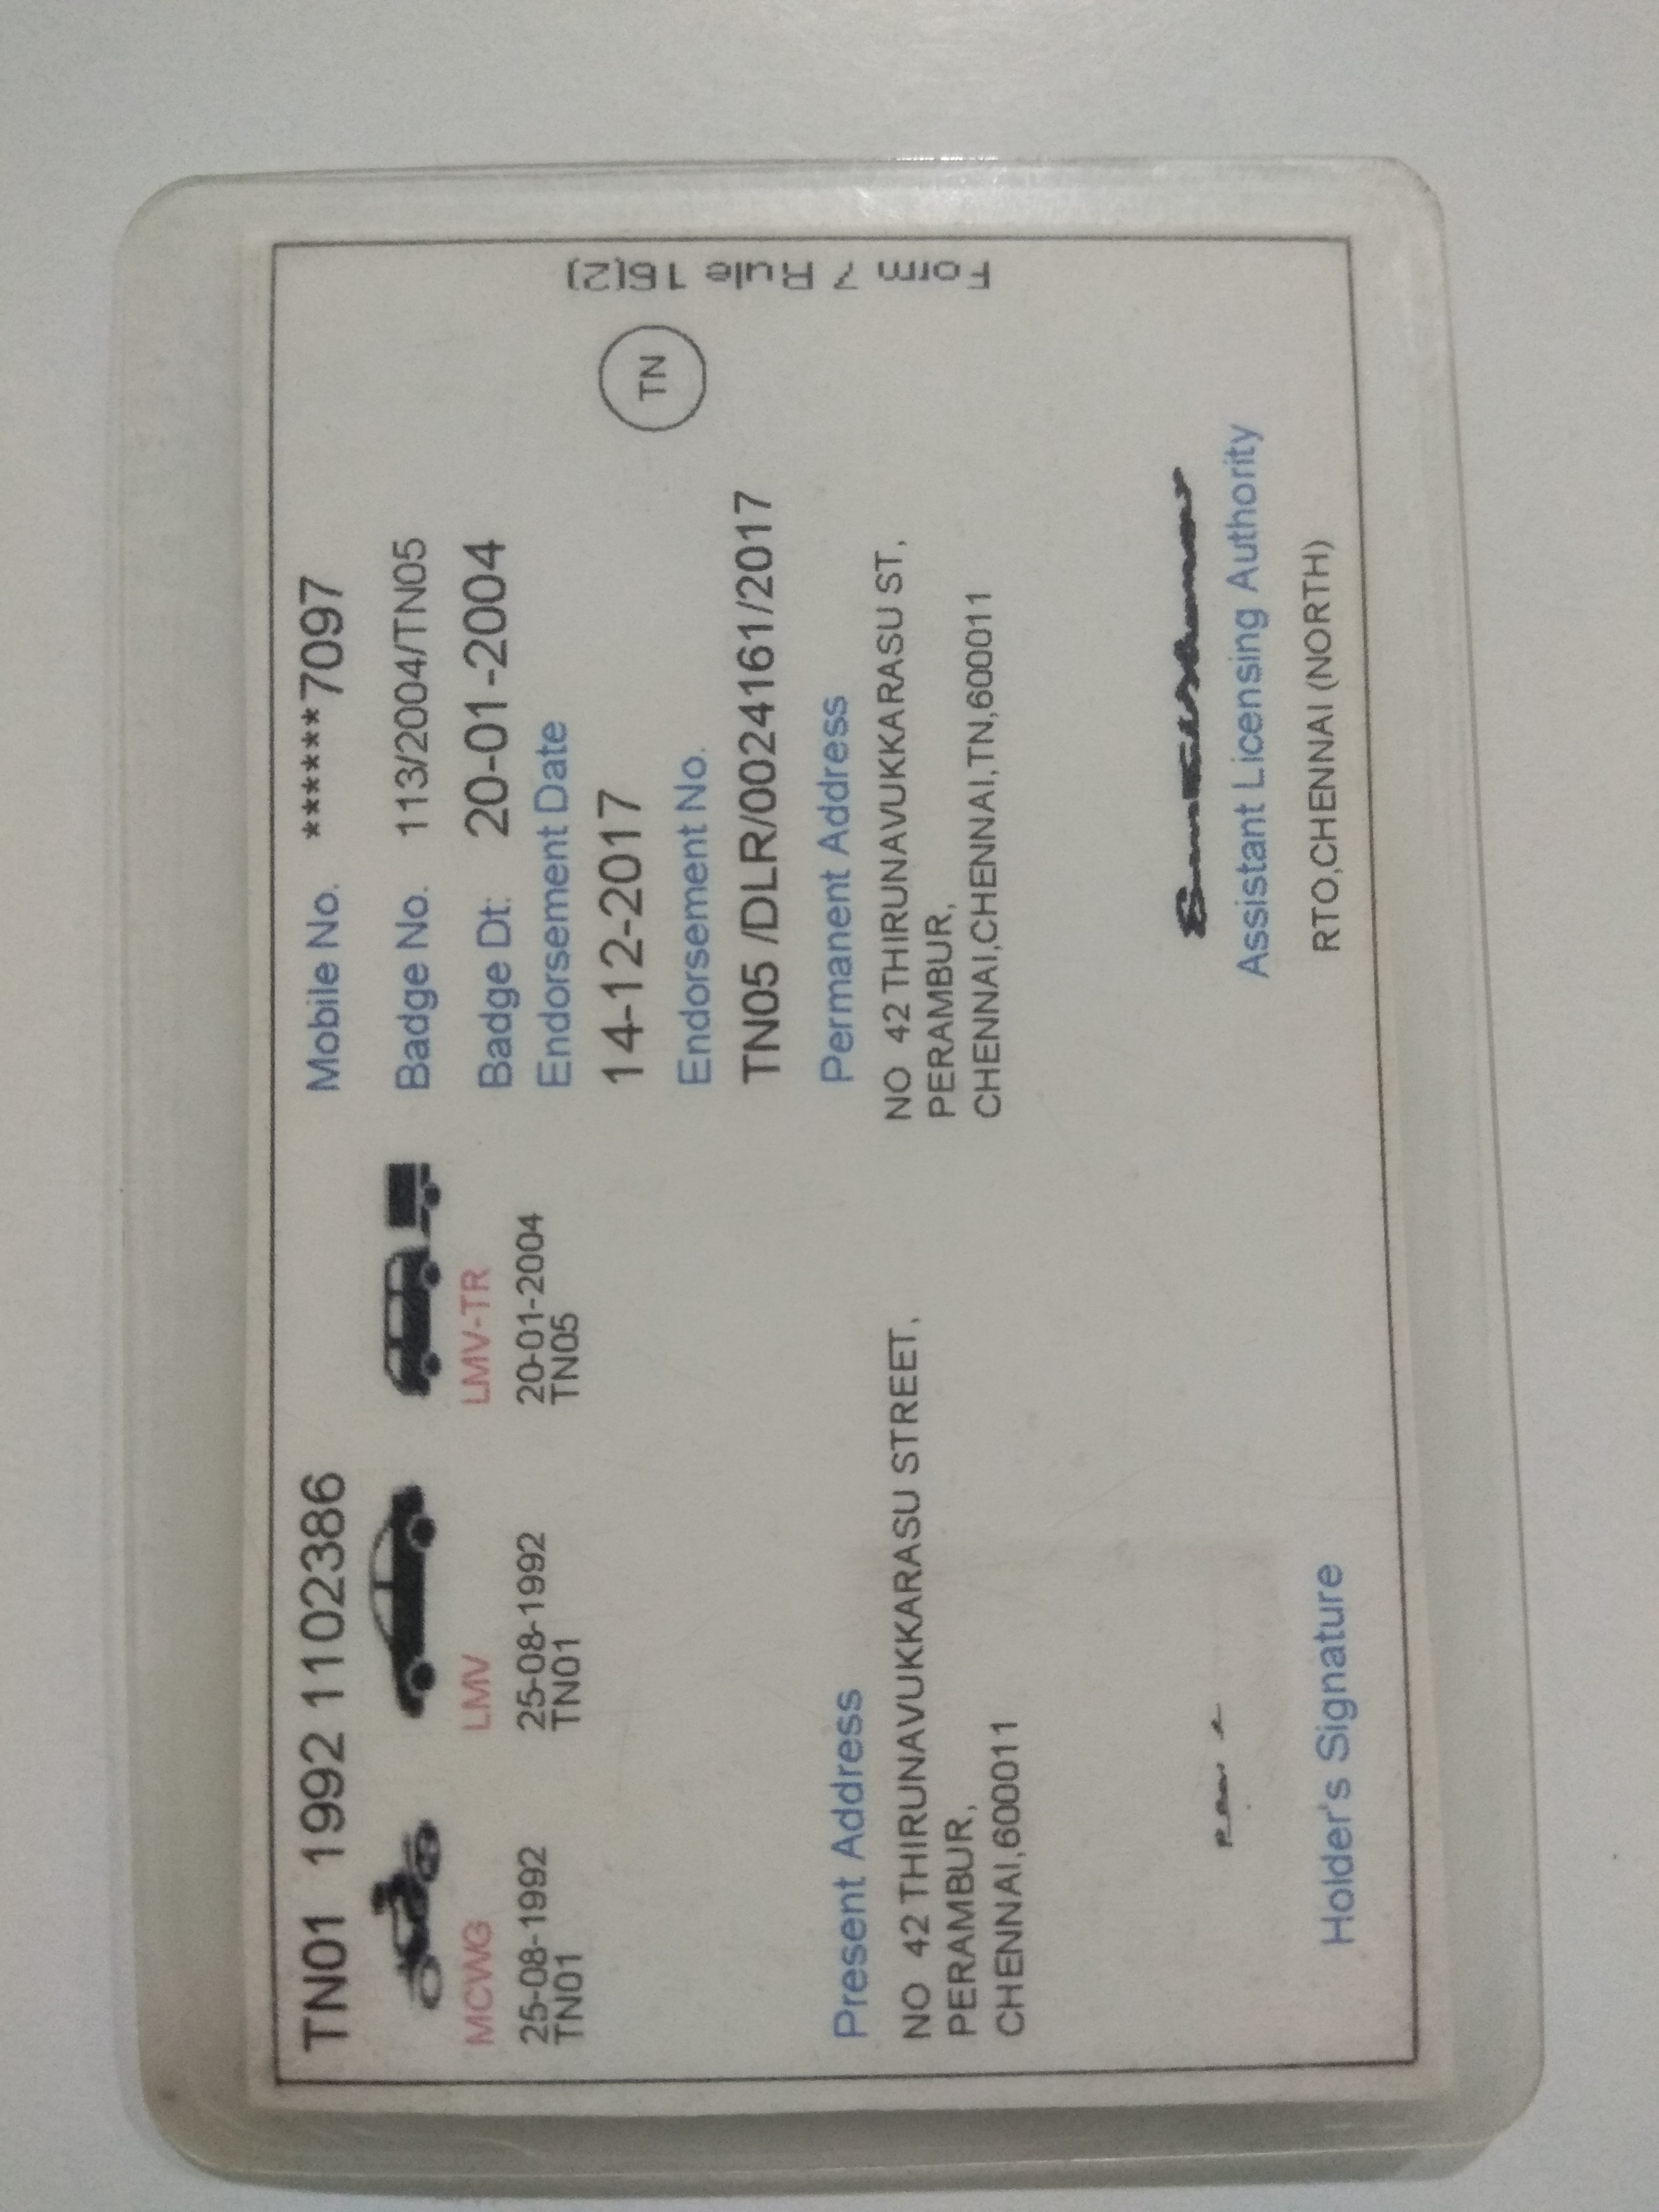 TN01 1992 1102386
MCWG
25-08-1992
TN01
LMV
25-08-1992
TN01
LMV-TR
20-01-2004
TN05
Mobile No. ******7097
Badge No. 113/2004/TN05
Badge Dt: 20-01-2004
Endorsement Date
14-12-2017
TN
Endorsement No.
TN05 /DLR/0024161/2017
Form 7 Rule 16(2)
Present Address
NO 42 THIRUNAVUKKARASU STREET,
PERAMBUR,
CHENNAI,600011
Permanent Address
NO 42 THIRUNAVUKKARASU ST,
PERAMBUR,
CHENNAI,CHENNAI,TN,600011
Holder's Signature
Assistant Licensing Authority
RTO,CHENNAI (NORTH)